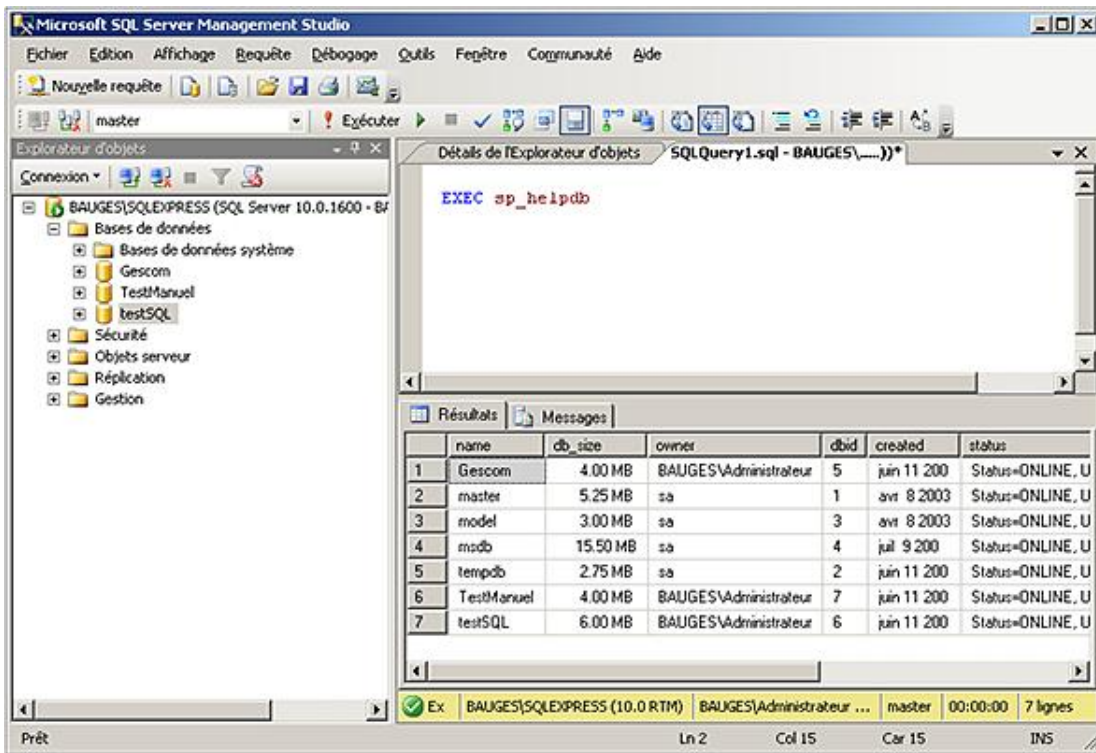 Microsoft SQL Server Management Studio
Fichier Edition Affichage Requête Débogage Outils Fenêtre Communauté Aide
Nouvelle requête
master Exécuter
Explorateur d'objets
Connexion
BAUGES\SQLEXPRESS (SQL Server 10.0.1600 - BA
Bases de données
Bases de données système
Gescom
TestManuel
testSQL
Sécurité
Objets serveur
Réplication
Gestion
Détails de l'Explorateur d'objets SQLQuery1.sql - BAUGES\.....))*
EXEC sp_helpdb
Résultats Messages
name db_size owner dbid created status
1 Gescom 4.00 MB BAUGES\Administrateur 5 juin 11 200 Status=ONLINE, U
2 master 5.25 MB sa 1 avr 8 2003 Status=ONLINE, U
3 model 3.00 MB sa 3 avr 8 2003 Status=ONLINE, U
4 msdb 15.50 MB sa 4 juil 9 200 Status=ONLINE, U
5 tempdb 2.75 MB sa 2 juin 11 200 Status=ONLINE, U
6 TestManuel 4.00 MB BAUGES\Administrateur 7 juin 11 200 Status=ONLINE, U
7 testSQL 6.00 MB BAUGES\Administrateur 6 juin 11 200 Status=ONLINE, U
Ex BAUGES\SQLEXPRESS (10.0 RTM) BAUGES\Administrateur ... master 00:00:00 7 lignes
Prêt Ln 2 Col 15 Car 15 INS